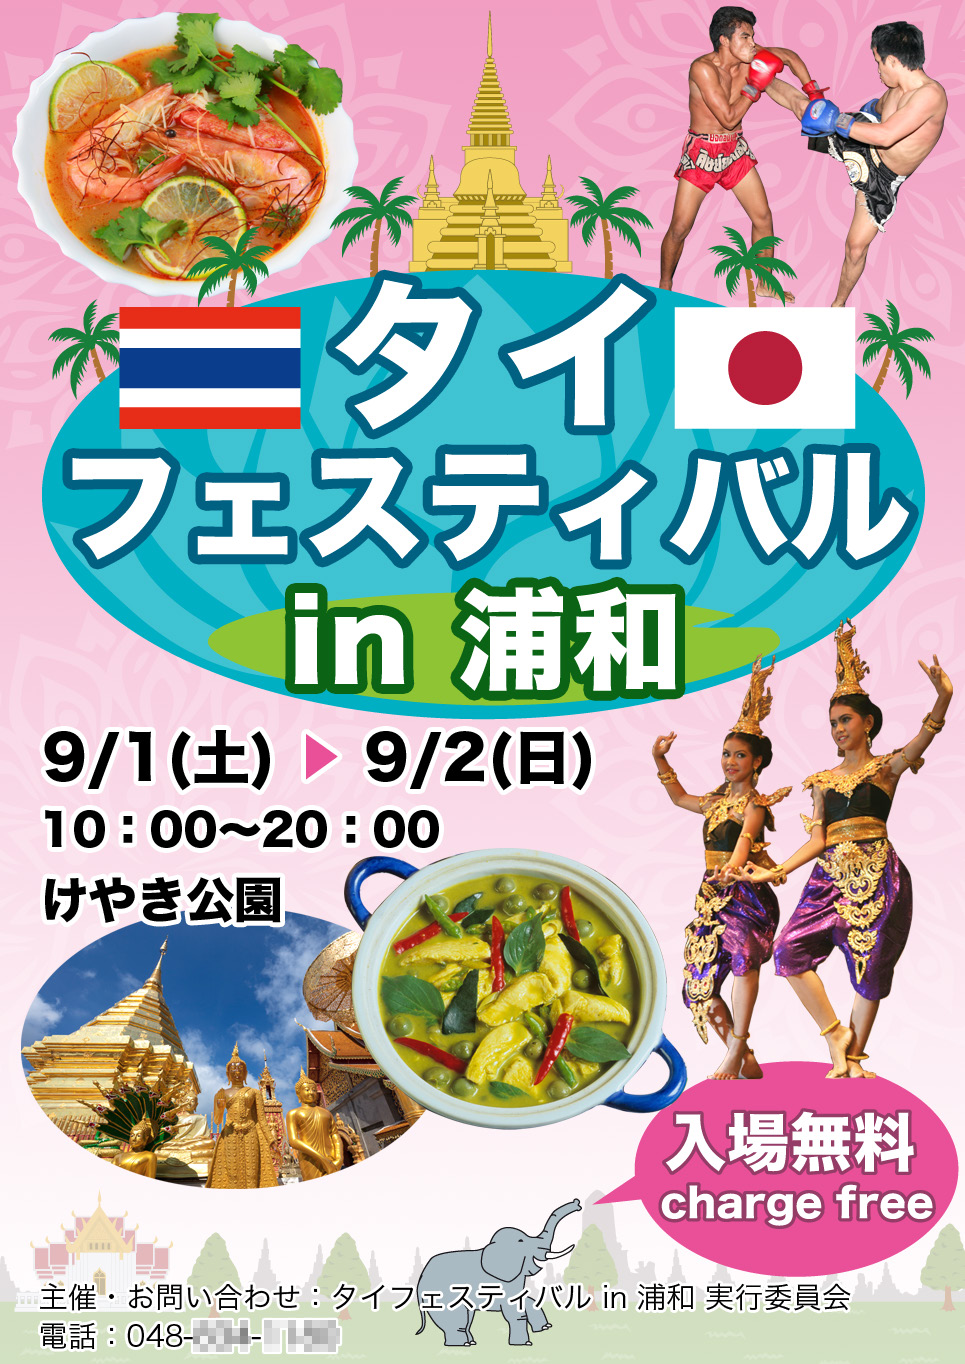 タイ
フェスティバル
in 浦和
9/1(土) ▶ 9/2(日)
10：00〜20：00
けやき公園
入場無料
charge free
主催・お問い合わせ：タイフェスティバル in 浦和 実行委員会
電話：048-